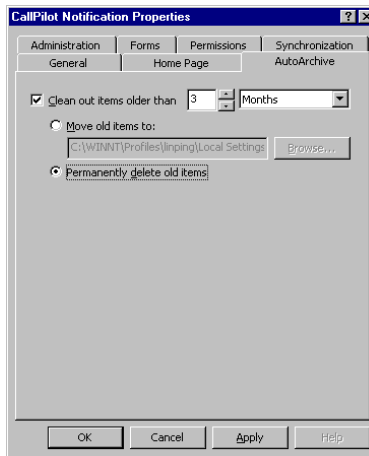 CallPilot Notification Properties
Administration Forms Permissions Synchronization
General Home Page AutoArchive
Clean out items older than 3 Months
Move old items to:
C:\WINNT\Profiles\linping\Local Settings Browse...
Permanently delete old items
OK Cancel Apply Help